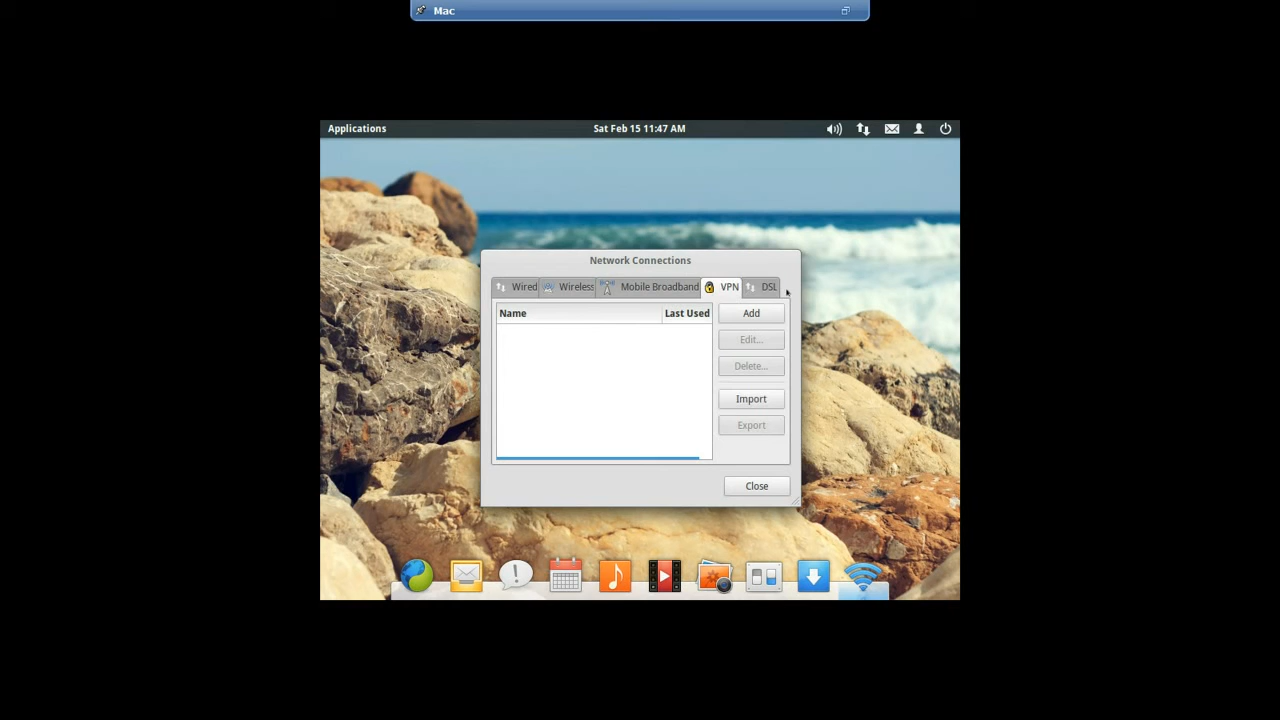 Mac
Applications Sat Feb 15 11:47 AM
Network Connections
Wired Wireless Mobile Broadband VPN DSL
Name Last Used Add
Edit...
Delete...
Import
Export
Close